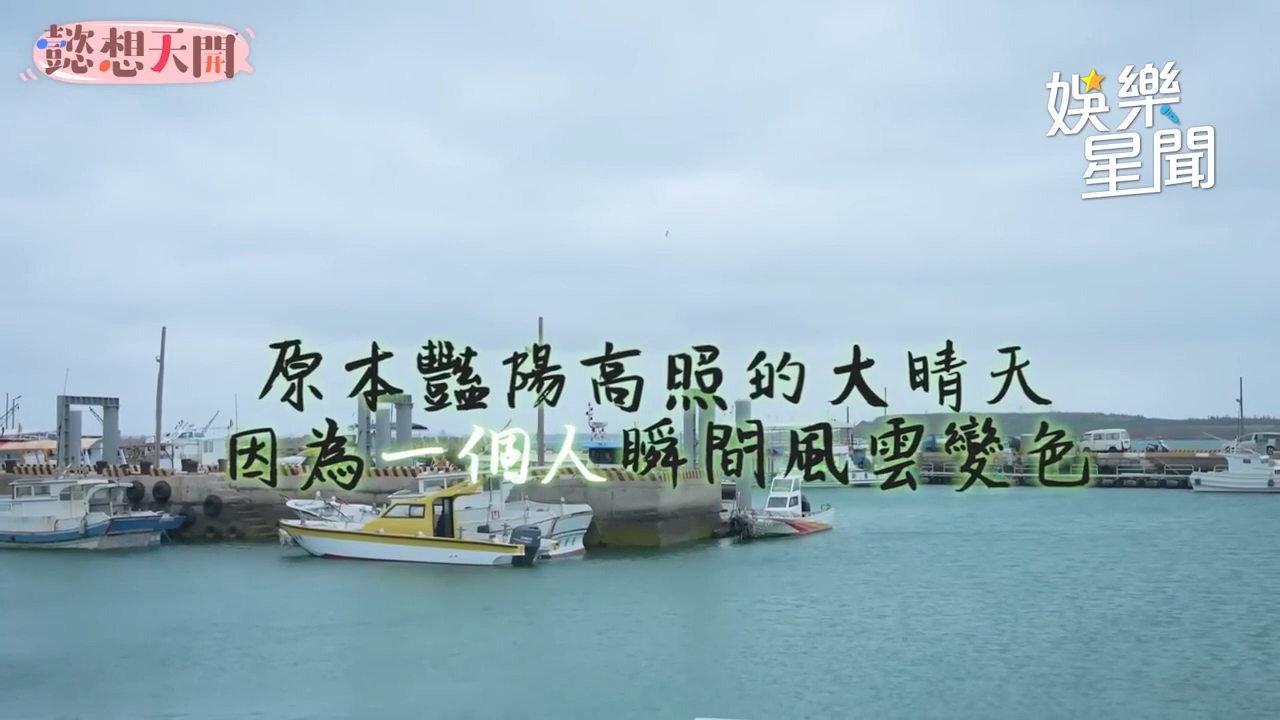 懿想天開
娛樂
星聞
原本豔陽高照的大晴天
因為一個人瞬間風雲變色